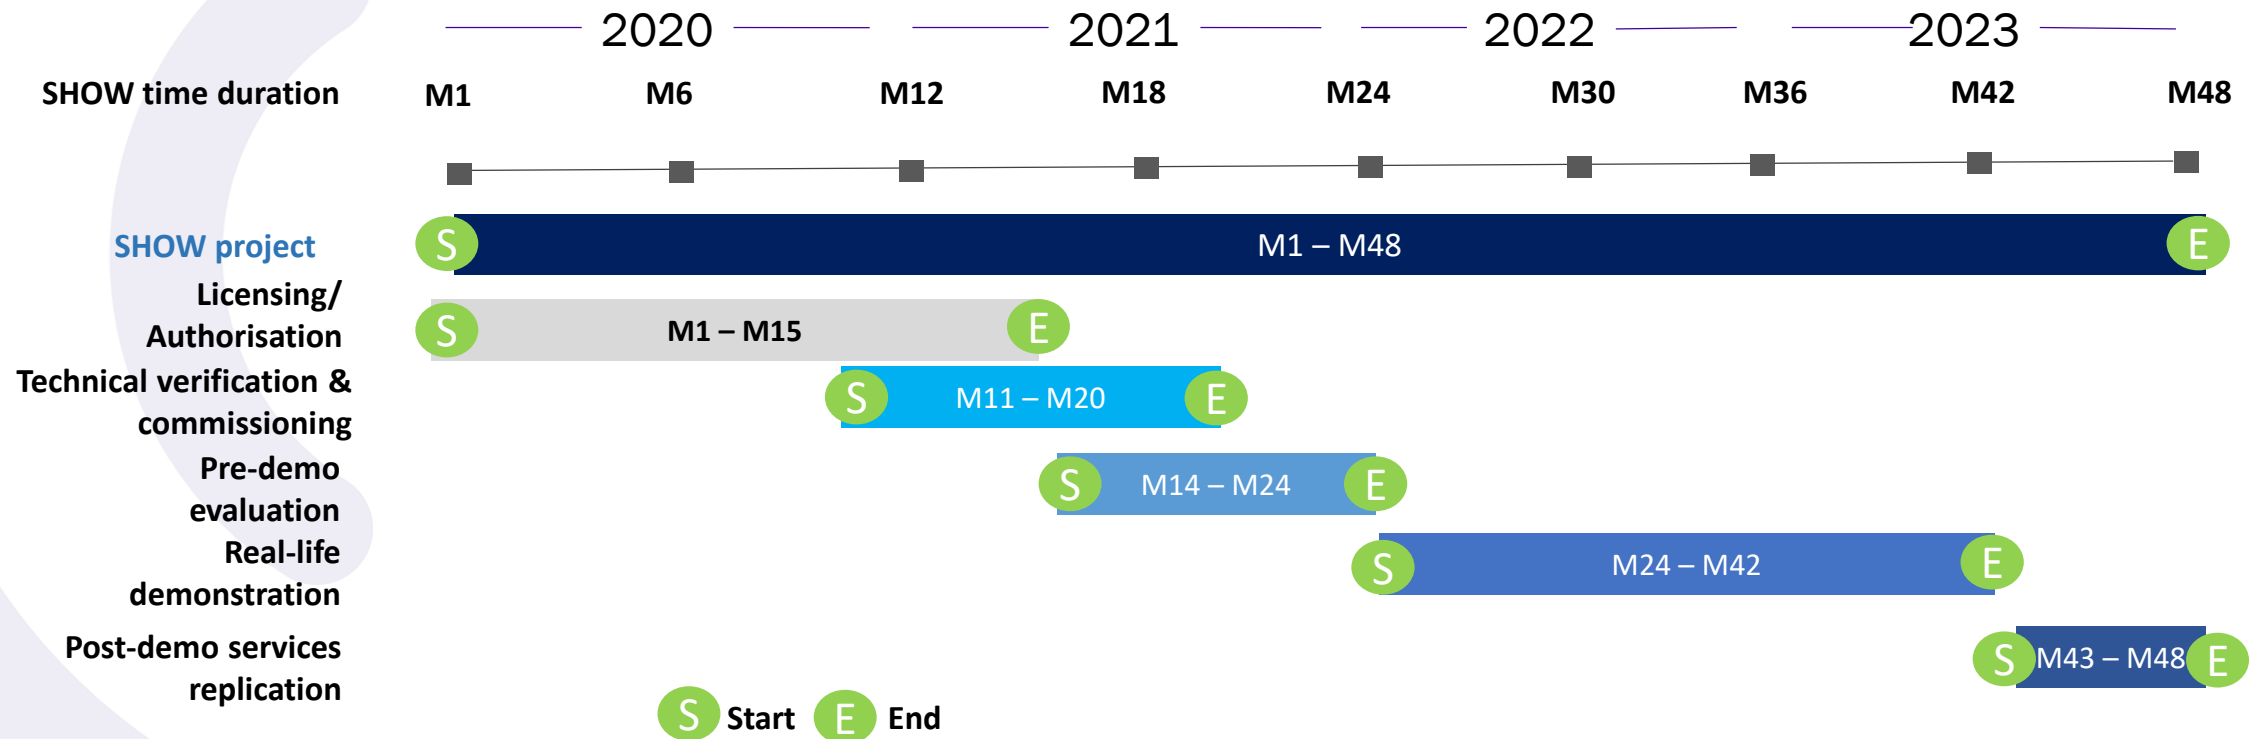 2020 2021 2022 2023
SHOW time duration M1 M6 M12 M18 M24 M30 M36 M42 M48
SHOW project S M1 – M48 E
Licensing/
Authorisation S M1 – M15 E
Technical verification &
commissioning S M11 – M20 E
Pre-demo
evaluation S M14 – M24 E
Real-life
demonstration S M24 – M42 E
Post-demo services
replication S M43 – M48 E
S Start E End